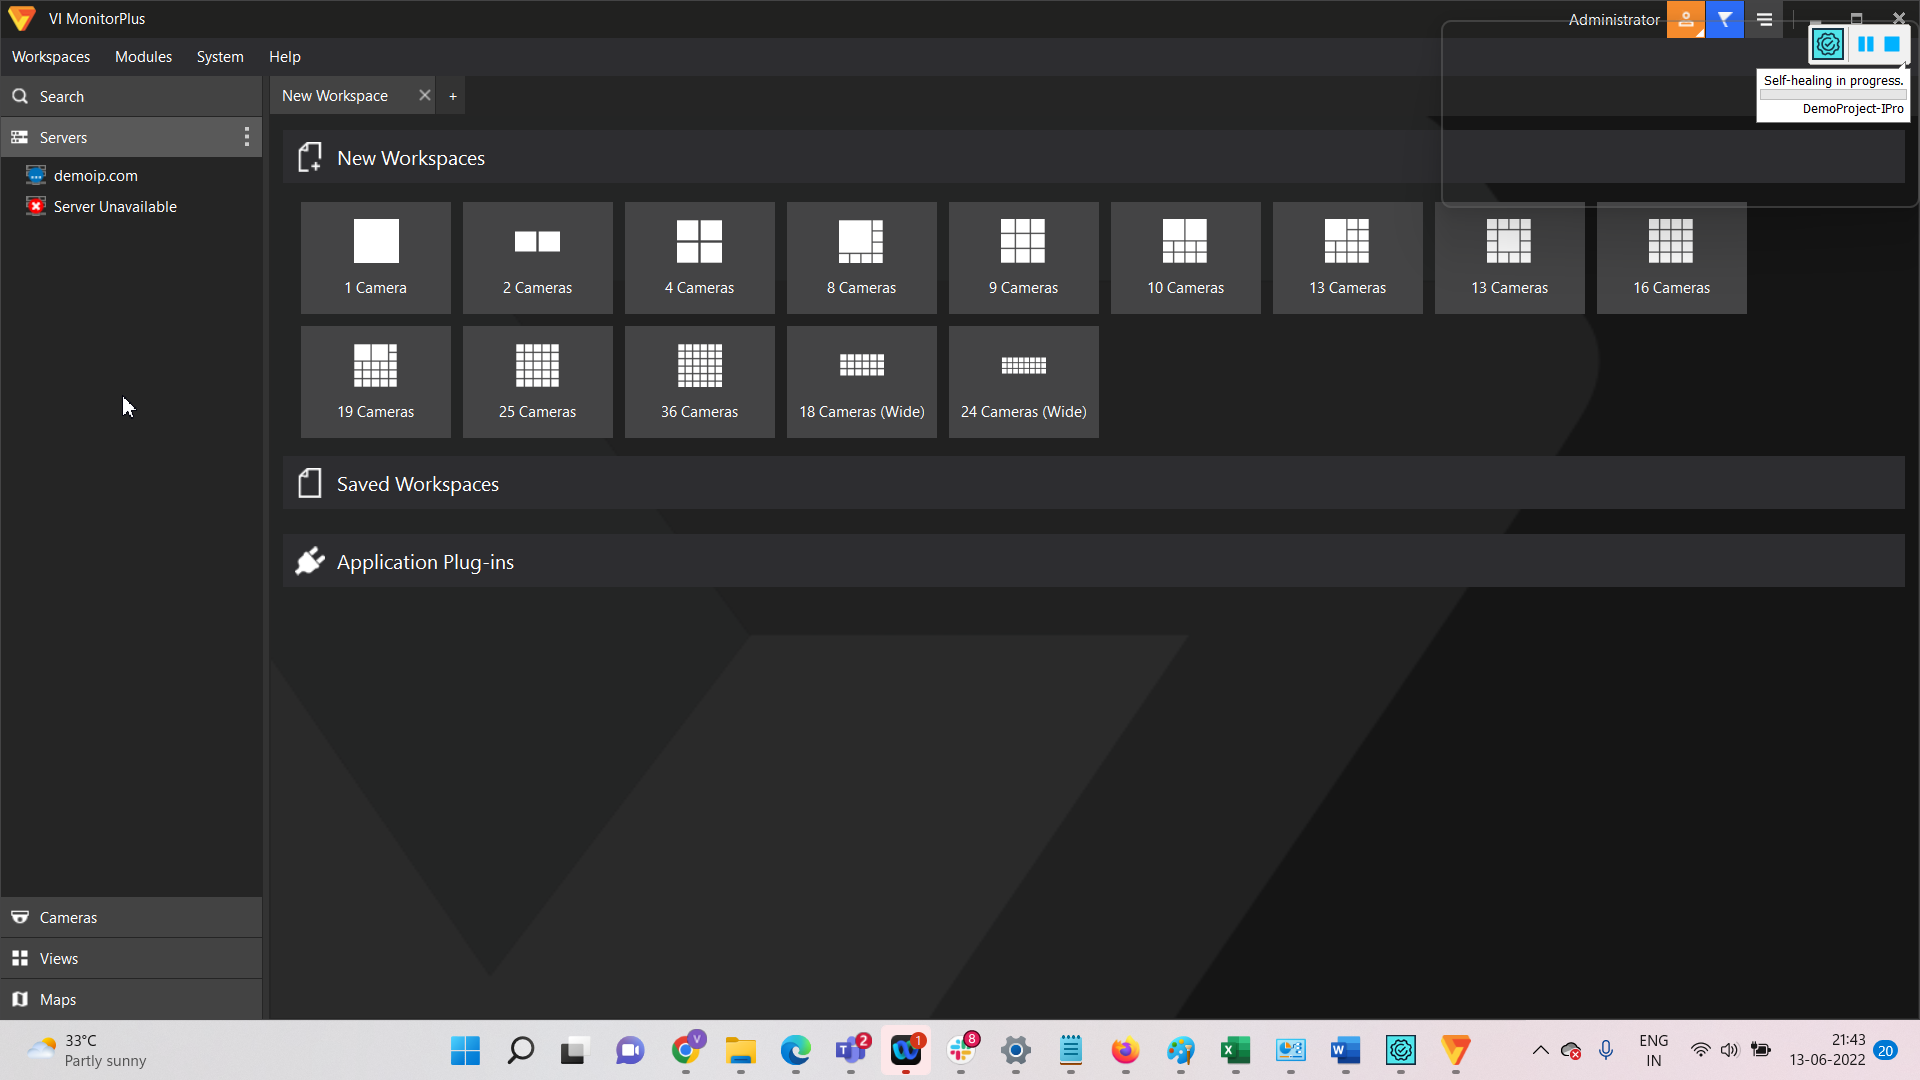 VI MonitorPlus
Administrator
Workspaces Modules System Help
Self-healing in progress.
DemoProject-IPro
Search
New Workspace +
Servers
demoip.com
Server Unavailable
New Workspaces
1 Camera
2 Cameras
4 Cameras
8 Cameras
9 Cameras
10 Cameras
13 Cameras
13 Cameras
16 Cameras
19 Cameras
25 Cameras
36 Cameras
18 Cameras (Wide)
24 Cameras (Wide)
Saved Workspaces
Application Plug-ins
Cameras
Views
Maps
33°C
Partly sunny
V
2
1
8
ENG
IN
21:43
13-06-2022
20